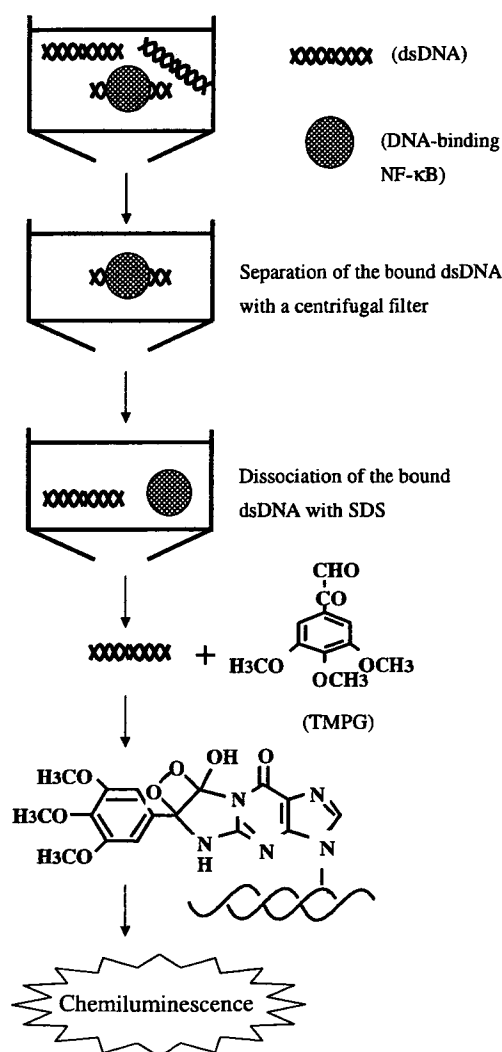 (dsDNA)
(DNA-binding
NF-κB)
Separation of the bound dsDNA
with a centrifugal filter
Dissociation of the bound
dsDNA with SDS
CHO
CO
H3CO
OCH3
OCH3
+
(TMPG)
OH
O
O
O
H3CO
H3CO
H3CO
N
N
N
H
N
N
Chemiluminescence